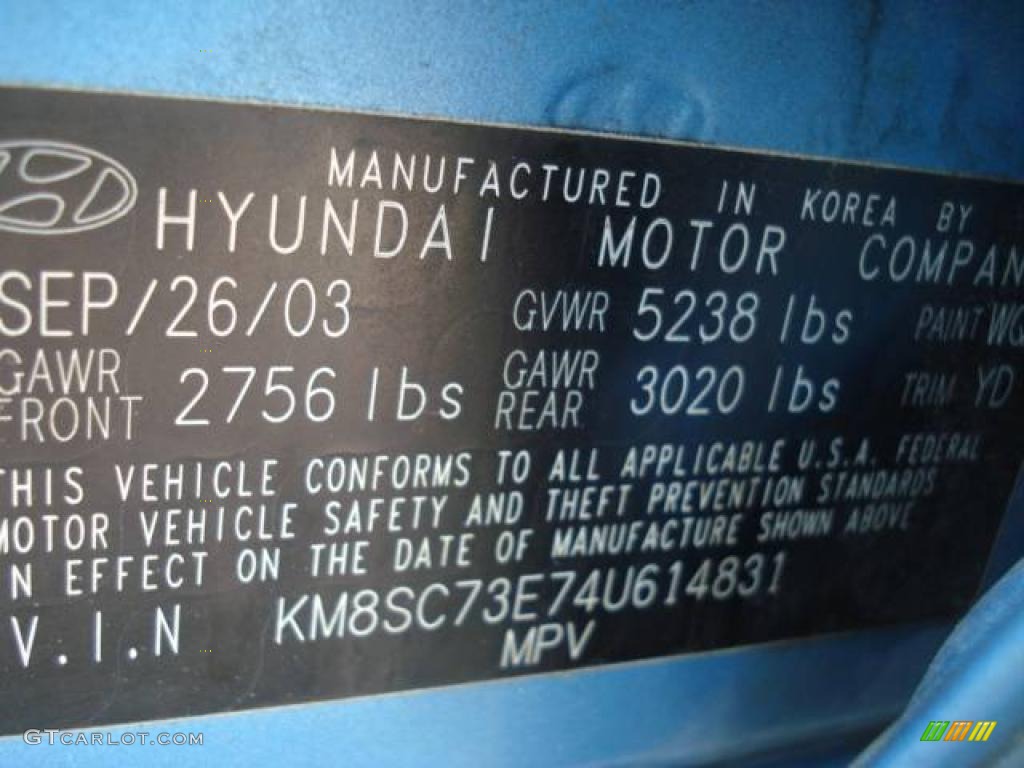 MANUFACTURED IN KOREA BY
HYUNDAI MOTOR COMPAN
SEP/26/03 GVWR 5238 lbs PAINT WG
GAWR FRONT 2756 lbs GAWR REAR 3020 lbs TRIM YD
THIS VEHICLE CONFORMS TO ALL APPLICABLE U.S.A. FEDERAL
MOTOR VEHICLE SAFETY AND THEFT PREVENTION STANDARDS
IN EFFECT ON THE DATE OF MANUFACTURE SHOWN ABOVE
V.I.N KM8SC73E74U614831
MPV
GTCARLOT.COM